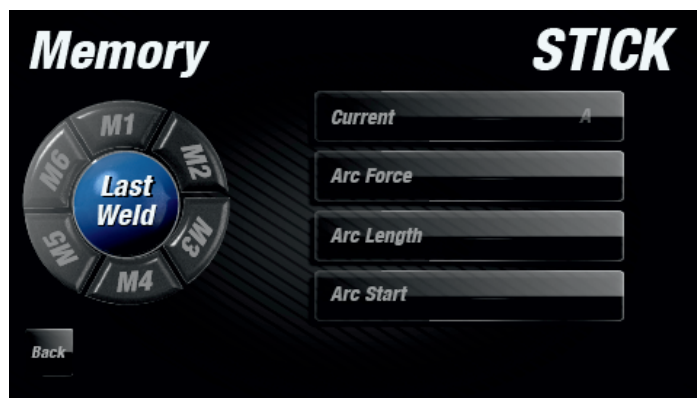 Memory
STICK
M1
M2
M3
M4
M5
M6
Last
Weld
Current A
Arc Force
Arc Length
Arc Start
Back